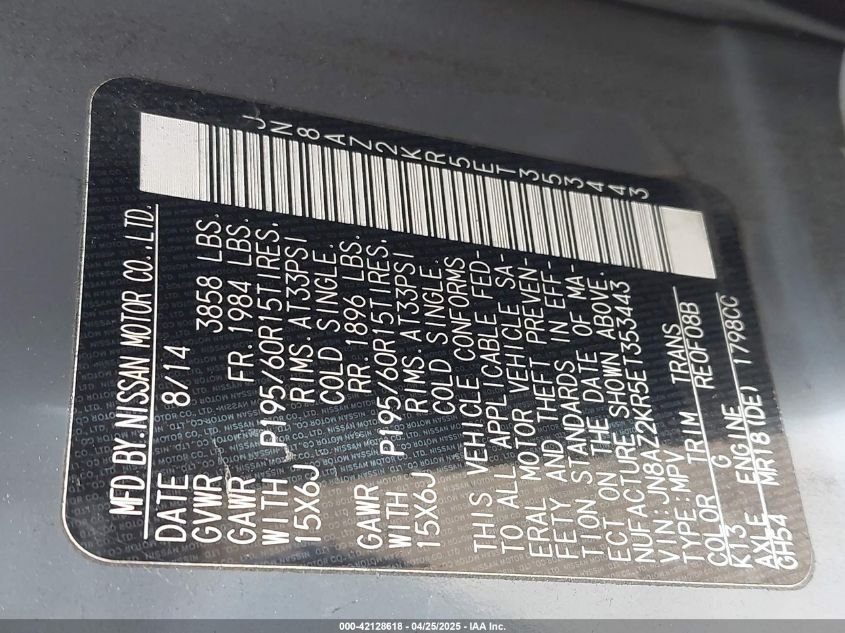 JN8AZ2KR5ET353443
MFD BY.NISSAN MOTOR CO.,LTD.
DATE 8/14
GVWR 3858 LBS.
GAWR FR.1984 LBS.
WITH P195/60R15TIRES.
15X6J RIMS. AT33PSI
COLD SINGLE.
GAWR RR.1896 LBS.
WITH P195/60R15TIRES.
15X6J RIMS. AT33PSI
COLD SINGLE.
THIS VEHICLE CONFORMS
TO ALL APPLICABLE FED-
ERAL MOTOR VEHICLE SA-
FETY AND THEFT PREVEN-
TION STANDARDS IN EFF-
ECT ON THE DATE OF MA-
NUFACTURE SHOWN ABOVE.
VIN:JN8AZ2KR5ET353443
TYPE:MPV
COLOR TRIM TRANS
K13 G RE0F08B
AXLE ENGINE
GH54 MR18(DE) 1798CC
000-42128618 - 04/25/2025 - IAA Inc.